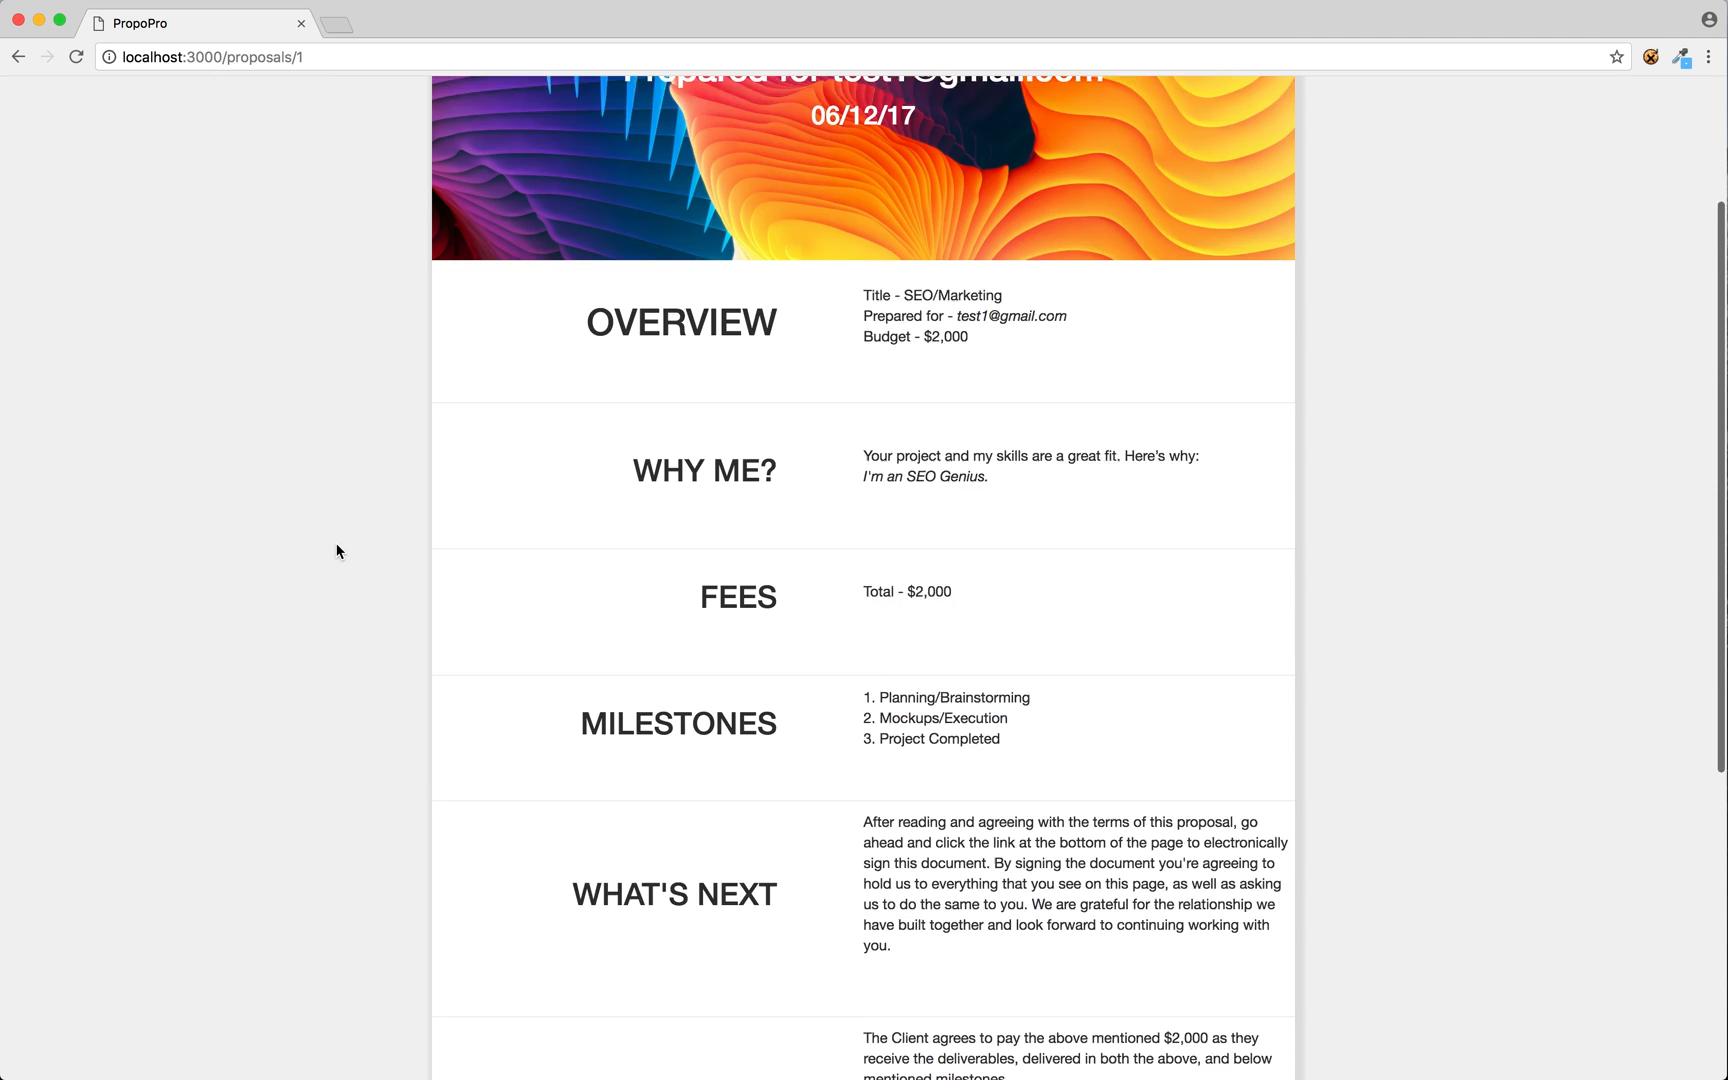 PropoPro
localhost:3000/proposals/1
Prepared for test1@gmail.com
06/12/17
OVERVIEW
Title - SEO/Marketing
Prepared for - test1@gmail.com
Budget - $2,000
WHY ME?
Your project and my skills are a great fit. Here's why:
I'm an SEO Genius.
FEES
Total - $2,000
MILESTONES
1. Planning/Brainstorming
2. Mockups/Execution
3. Project Completed
WHAT'S NEXT
After reading and agreeing with the terms of this proposal, go
ahead and click the link at the bottom of the page to electronically
sign this document. By signing the document you're agreeing to
hold us to everything that you see on this page, as well as asking
us to do the same to you. We are grateful for the relationship we
have built together and look forward to continuing working with
you.
The Client agrees to pay the above mentioned $2,000 as they
receive the deliverables, delivered in both the above, and below
mentioned milestones.